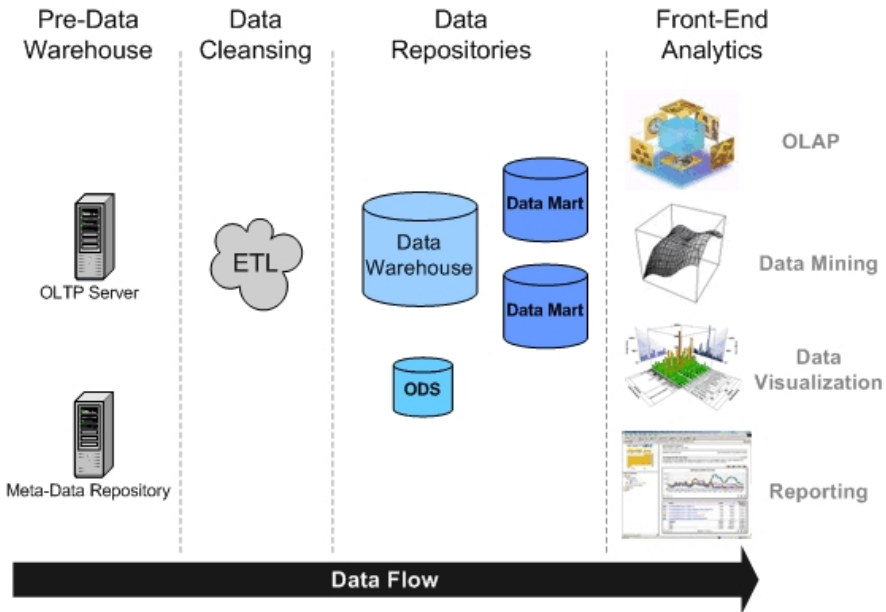 Pre-Data
Warehouse
Data
Cleansing
Data
Repositories
Front-End
Analytics
OLTP Server
Meta-Data Repository
ETL
Data
Warehouse
ODS
Data Mart
Data Mart
OLAP
Data Mining
Data
Visualization
Reporting
Data Flow